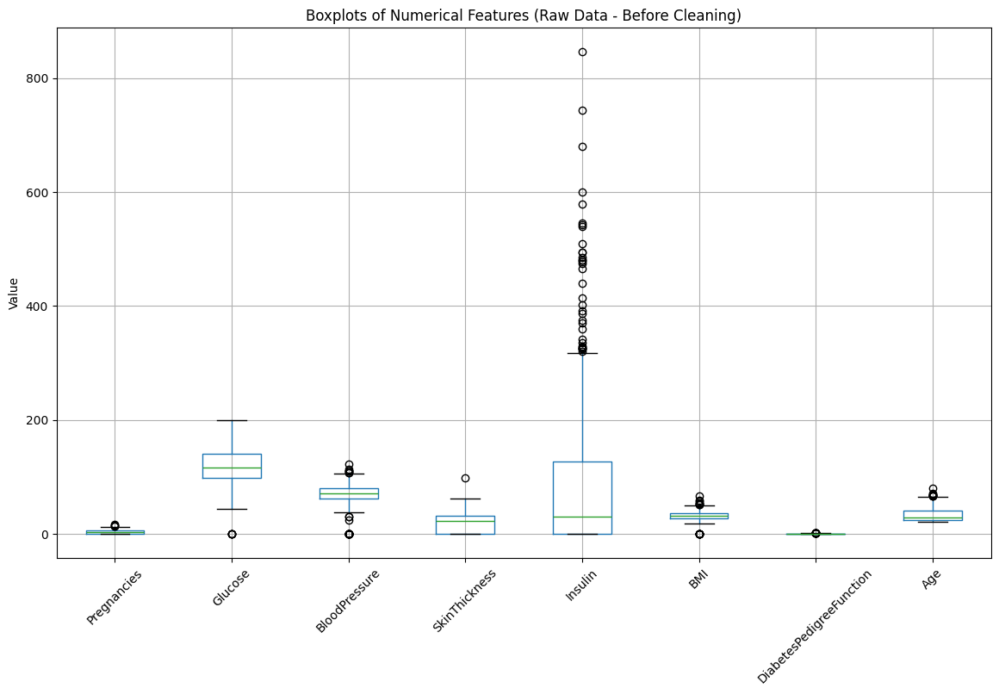 Boxplots of Numerical Features (Raw Data - Before Cleaning)
Value
800
600
400
200
0
Pregnancies
Glucose
BloodPressure
SkinThickness
Insulin
BMI
DiabetesPedigreeFunction
Age